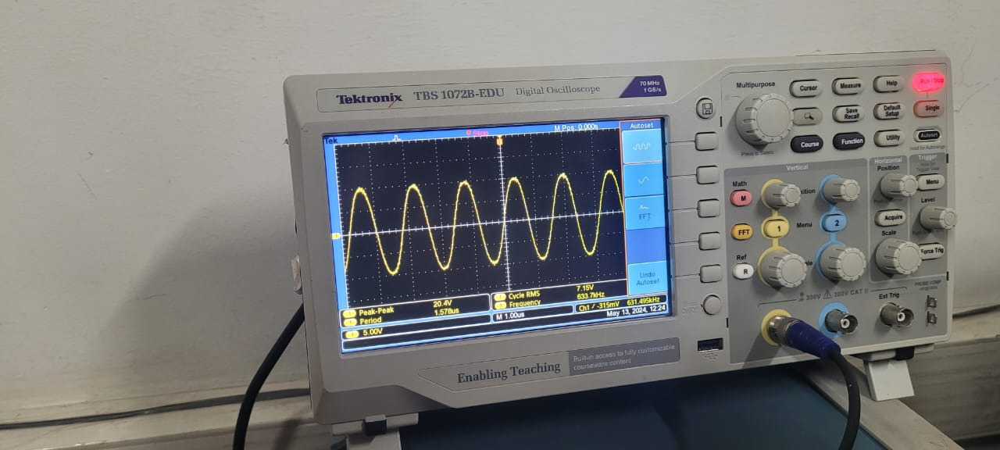 Tektronix TBS 1072B-EDU Digital Oscilloscope
70 MHz
1 GS/s
Tek
Stop
M Pos: 0.000s
Autoset
FFT
Undo
Autoset
Peak-Peak 20.4V
Period 1.578us
Cycle RMS 7.15V
Frequency 633.7kHz
5.00V
M 1.00us
Ch1 -315mV 631.495kHz
May 13, 2024, 12:24
Enabling Teaching
Built-in access to fully customizable
courseware content
Multipurpose
Press to Select
Cursor
Measure
Help
Run / Stop
Save
Recall
Default
Setup
Single
Course
Function
Utility
Autoset
Hold for Autorange
Vertical
Horizontal
Trigger
Hold for
Trigger View
Position
Menu
Math
M
FFT
Ref
R
1
Menu
2
Acquire
Level
Scale
Force Trig
300V
300V CAT II
Ext Trig
PROBE COMP